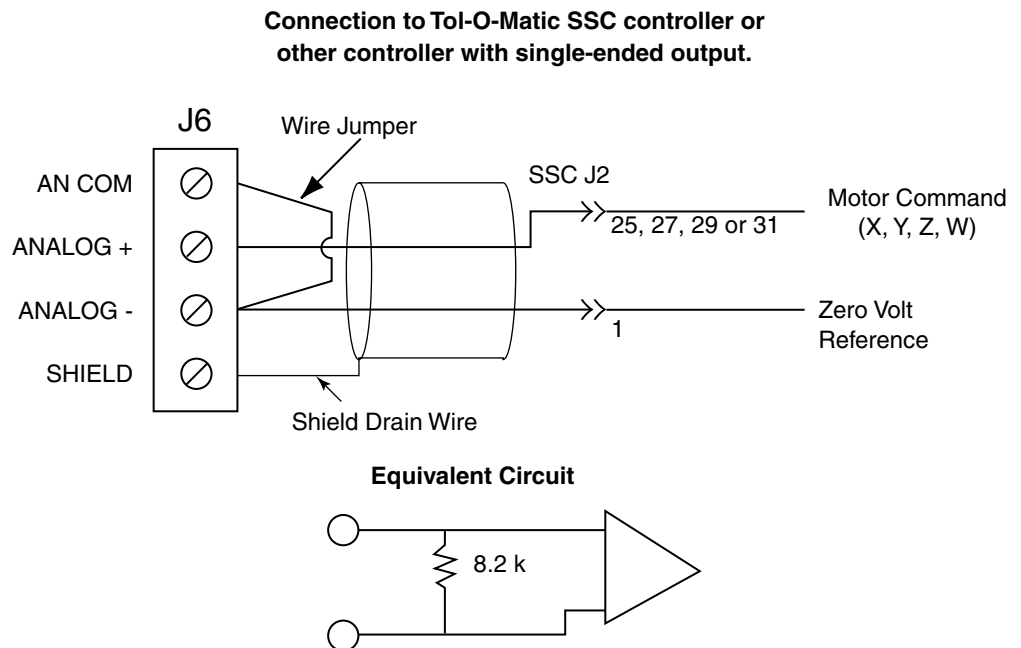 Connection to Tol-O-Matic SSC controller or
other controller with single-ended output.
J6
Wire Jumper
AN COM
SSC J2
Motor Command
(X, Y, Z, W)
25, 27, 29 or 31
ANALOG +
ANALOG -
Zero Volt
Reference
1
SHIELD
Shield Drain Wire
Equivalent Circuit
8.2 k